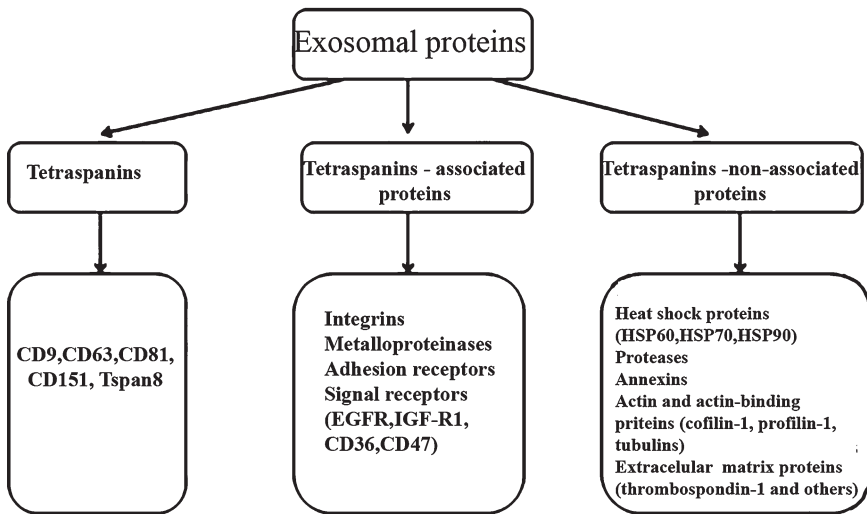 Exosomal proteins
Tetraspanins
Tetraspanins - associated
proteins
Tetraspanins -non-associated
proteins
CD9,CD63,CD81,
CD151, Tspan8
Integrins
Metalloproteinases
Adhesion receptors
Signal receptors
(EGFR,IGF-R1,
CD36,CD47)
Heat shock proteins
(HSP60,HSP70,HSP90)
Proteases
Annexins
Actin and actin-binding
priteins (cofilin-1, profilin-1,
tubulins)
Extracelular matrix proteins
(thrombospondin-1 and others)